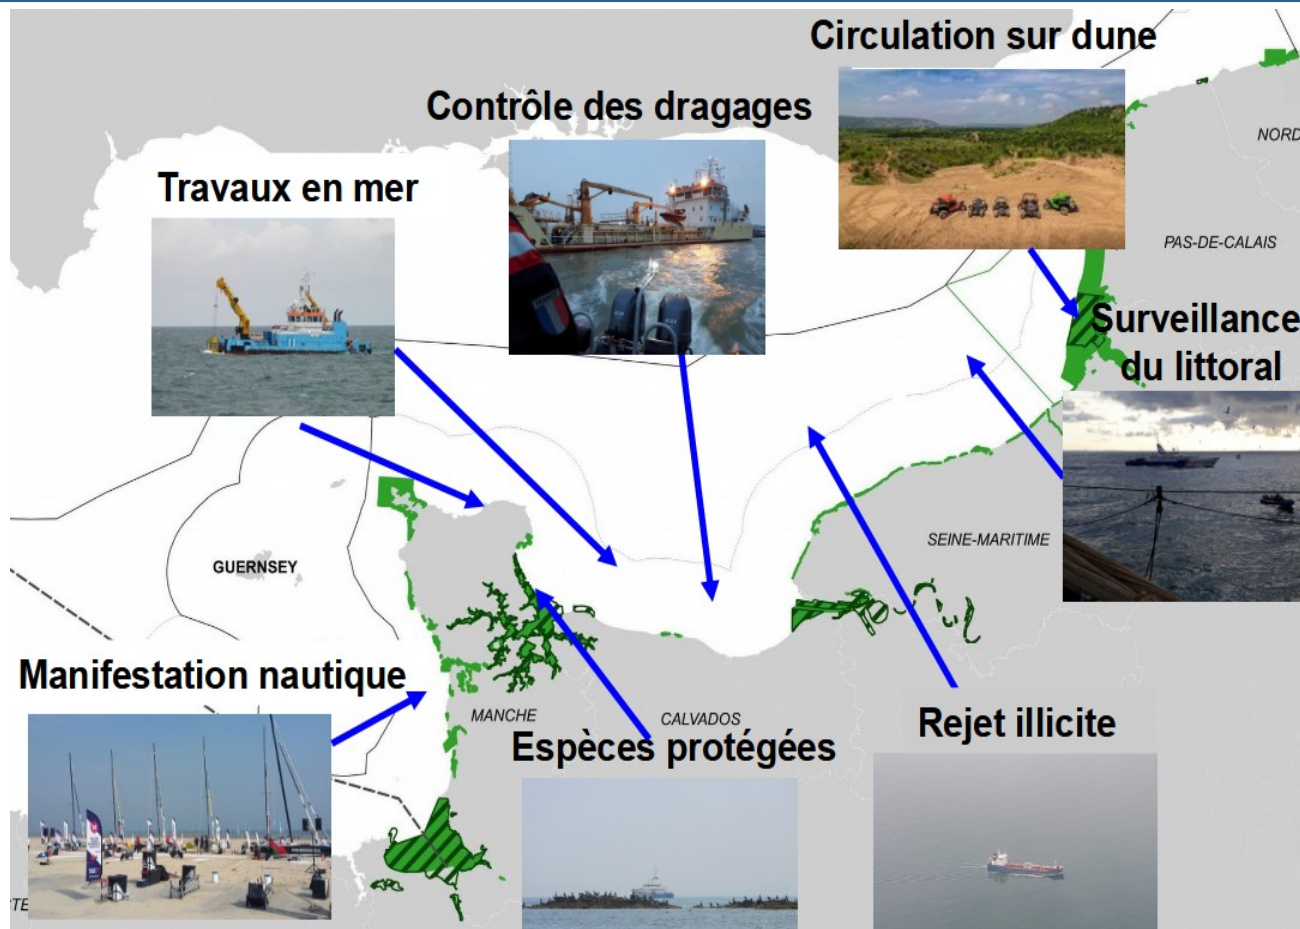 Circulation sur dune
Contrôle des dragages
NORD
Travaux en mer
PAS-DE-CALAIS
Surveillance
du littoral
SEINE-MARITIME
GUERNSEY
Manifestation nautique
MANCHE
CALVADOS
Espèces protégées
Rejet illicite